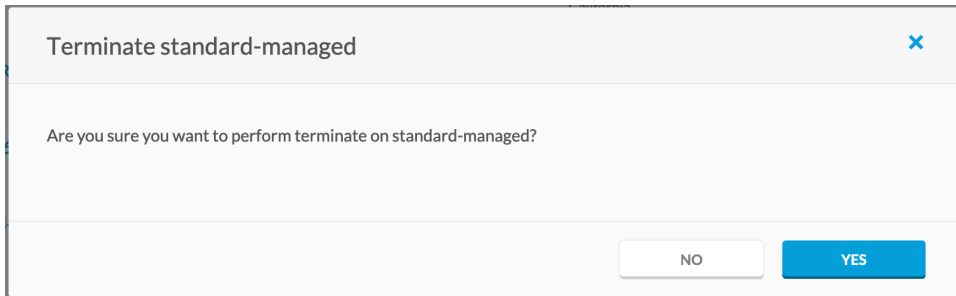 Terminate standard-managed
Are you sure you want to perform terminate on standard-managed?
NO
YES